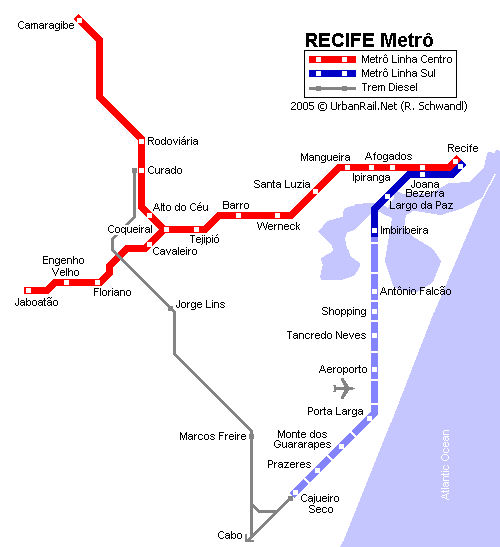 Camaragibe
RECIFE Metrô
Metrô Linha Centro
Metrô Linha Sul
Trem Diesel
2005 © UrbanRail.Net (R. Schwandl)
Rodoviária
Recife
Mangueira
Afogados
Curado
Ipiranga
Joana
Bezerra
Santa Luzia
Largo da Paz
Alto do Céu
Barro
Coqueiral
Tejipió
Werneck
Imbiribeira
Cavaleiro
Engenho
Velho
Floriano
Jaboatão
Antônio Falcão
Jorge Lins
Shopping
Tancredo Neves
Aeroporto
Porta Larga
Marcos Freire
Monte dos
Guararapes
Prazeres
Cajueiro
Seco
Cabo
Atlantic Ocean